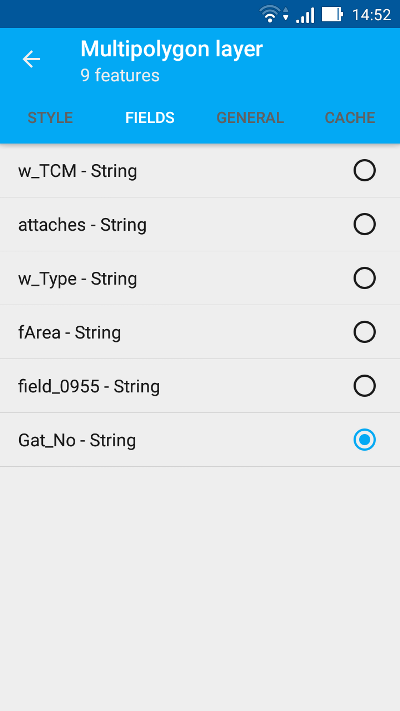 14:52
Multipolygon layer
9 features
STYLE FIELDS GENERAL CACHE
w_TCM - String
attaches - String
w_Type - String
fArea - String
field_0955 - String
Gat_No - String